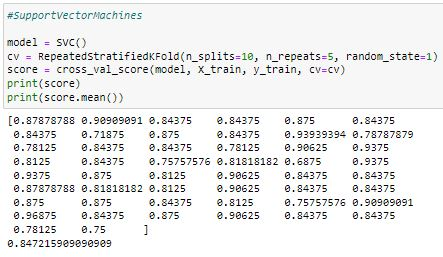 #SupportVectorMachines
model = SVC()
cv = RepeatedStratifiedKFold(n_splits=10, n_repeats=5, random_state=1)
score = cross_val_score(model, X_train, y_train, cv=cv)
print(score)
print(score.mean())
[0.87878788 0.90909091 0.84375 0.84375 0.875 0.84375
0.84375 0.71875 0.875 0.84375 0.93939394 0.78787879
0.78125 0.84375 0.84375 0.78125 0.90625 0.9375
0.8125 0.84375 0.75757576 0.81818182 0.6875 0.9375
0.9375 0.875 0.8125 0.90625 0.84375 0.84375
0.87878788 0.81818182 0.8125 0.90625 0.84375 0.84375
0.875 0.875 0.84375 0.8125 0.75757576 0.90909091
0.96875 0.84375 0.875 0.90625 0.84375 0.84375
0.78125 0.75 ]
0.847215909090909